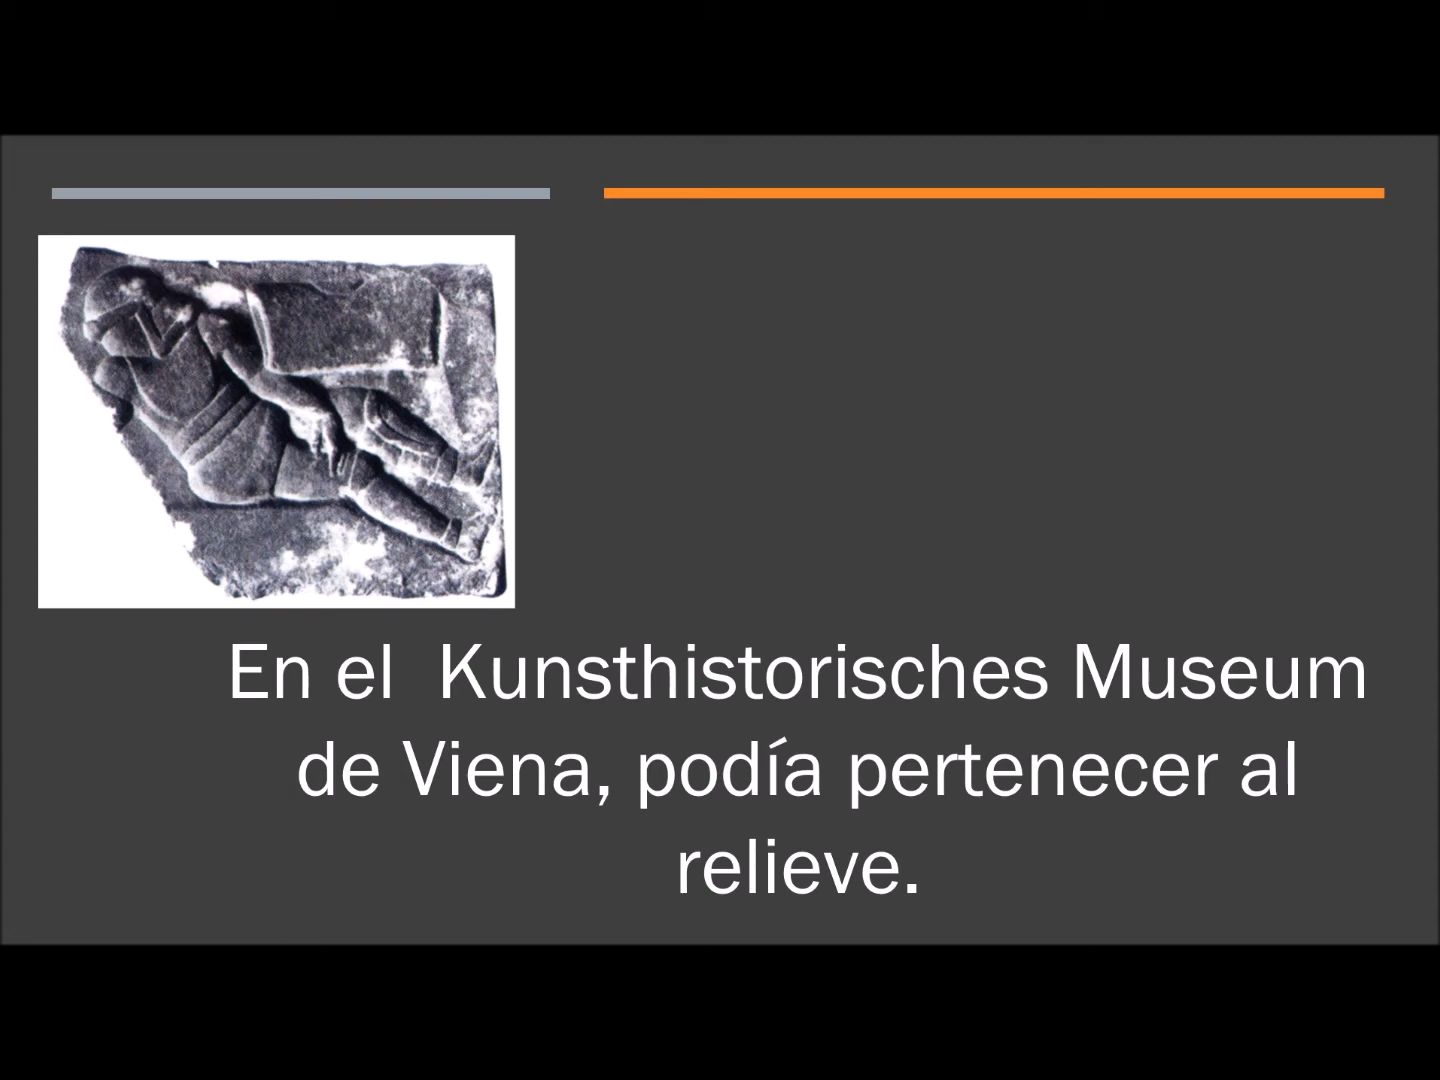 En el  Kunsthistorisches Museum
de Viena, podía pertenecer al
relieve.